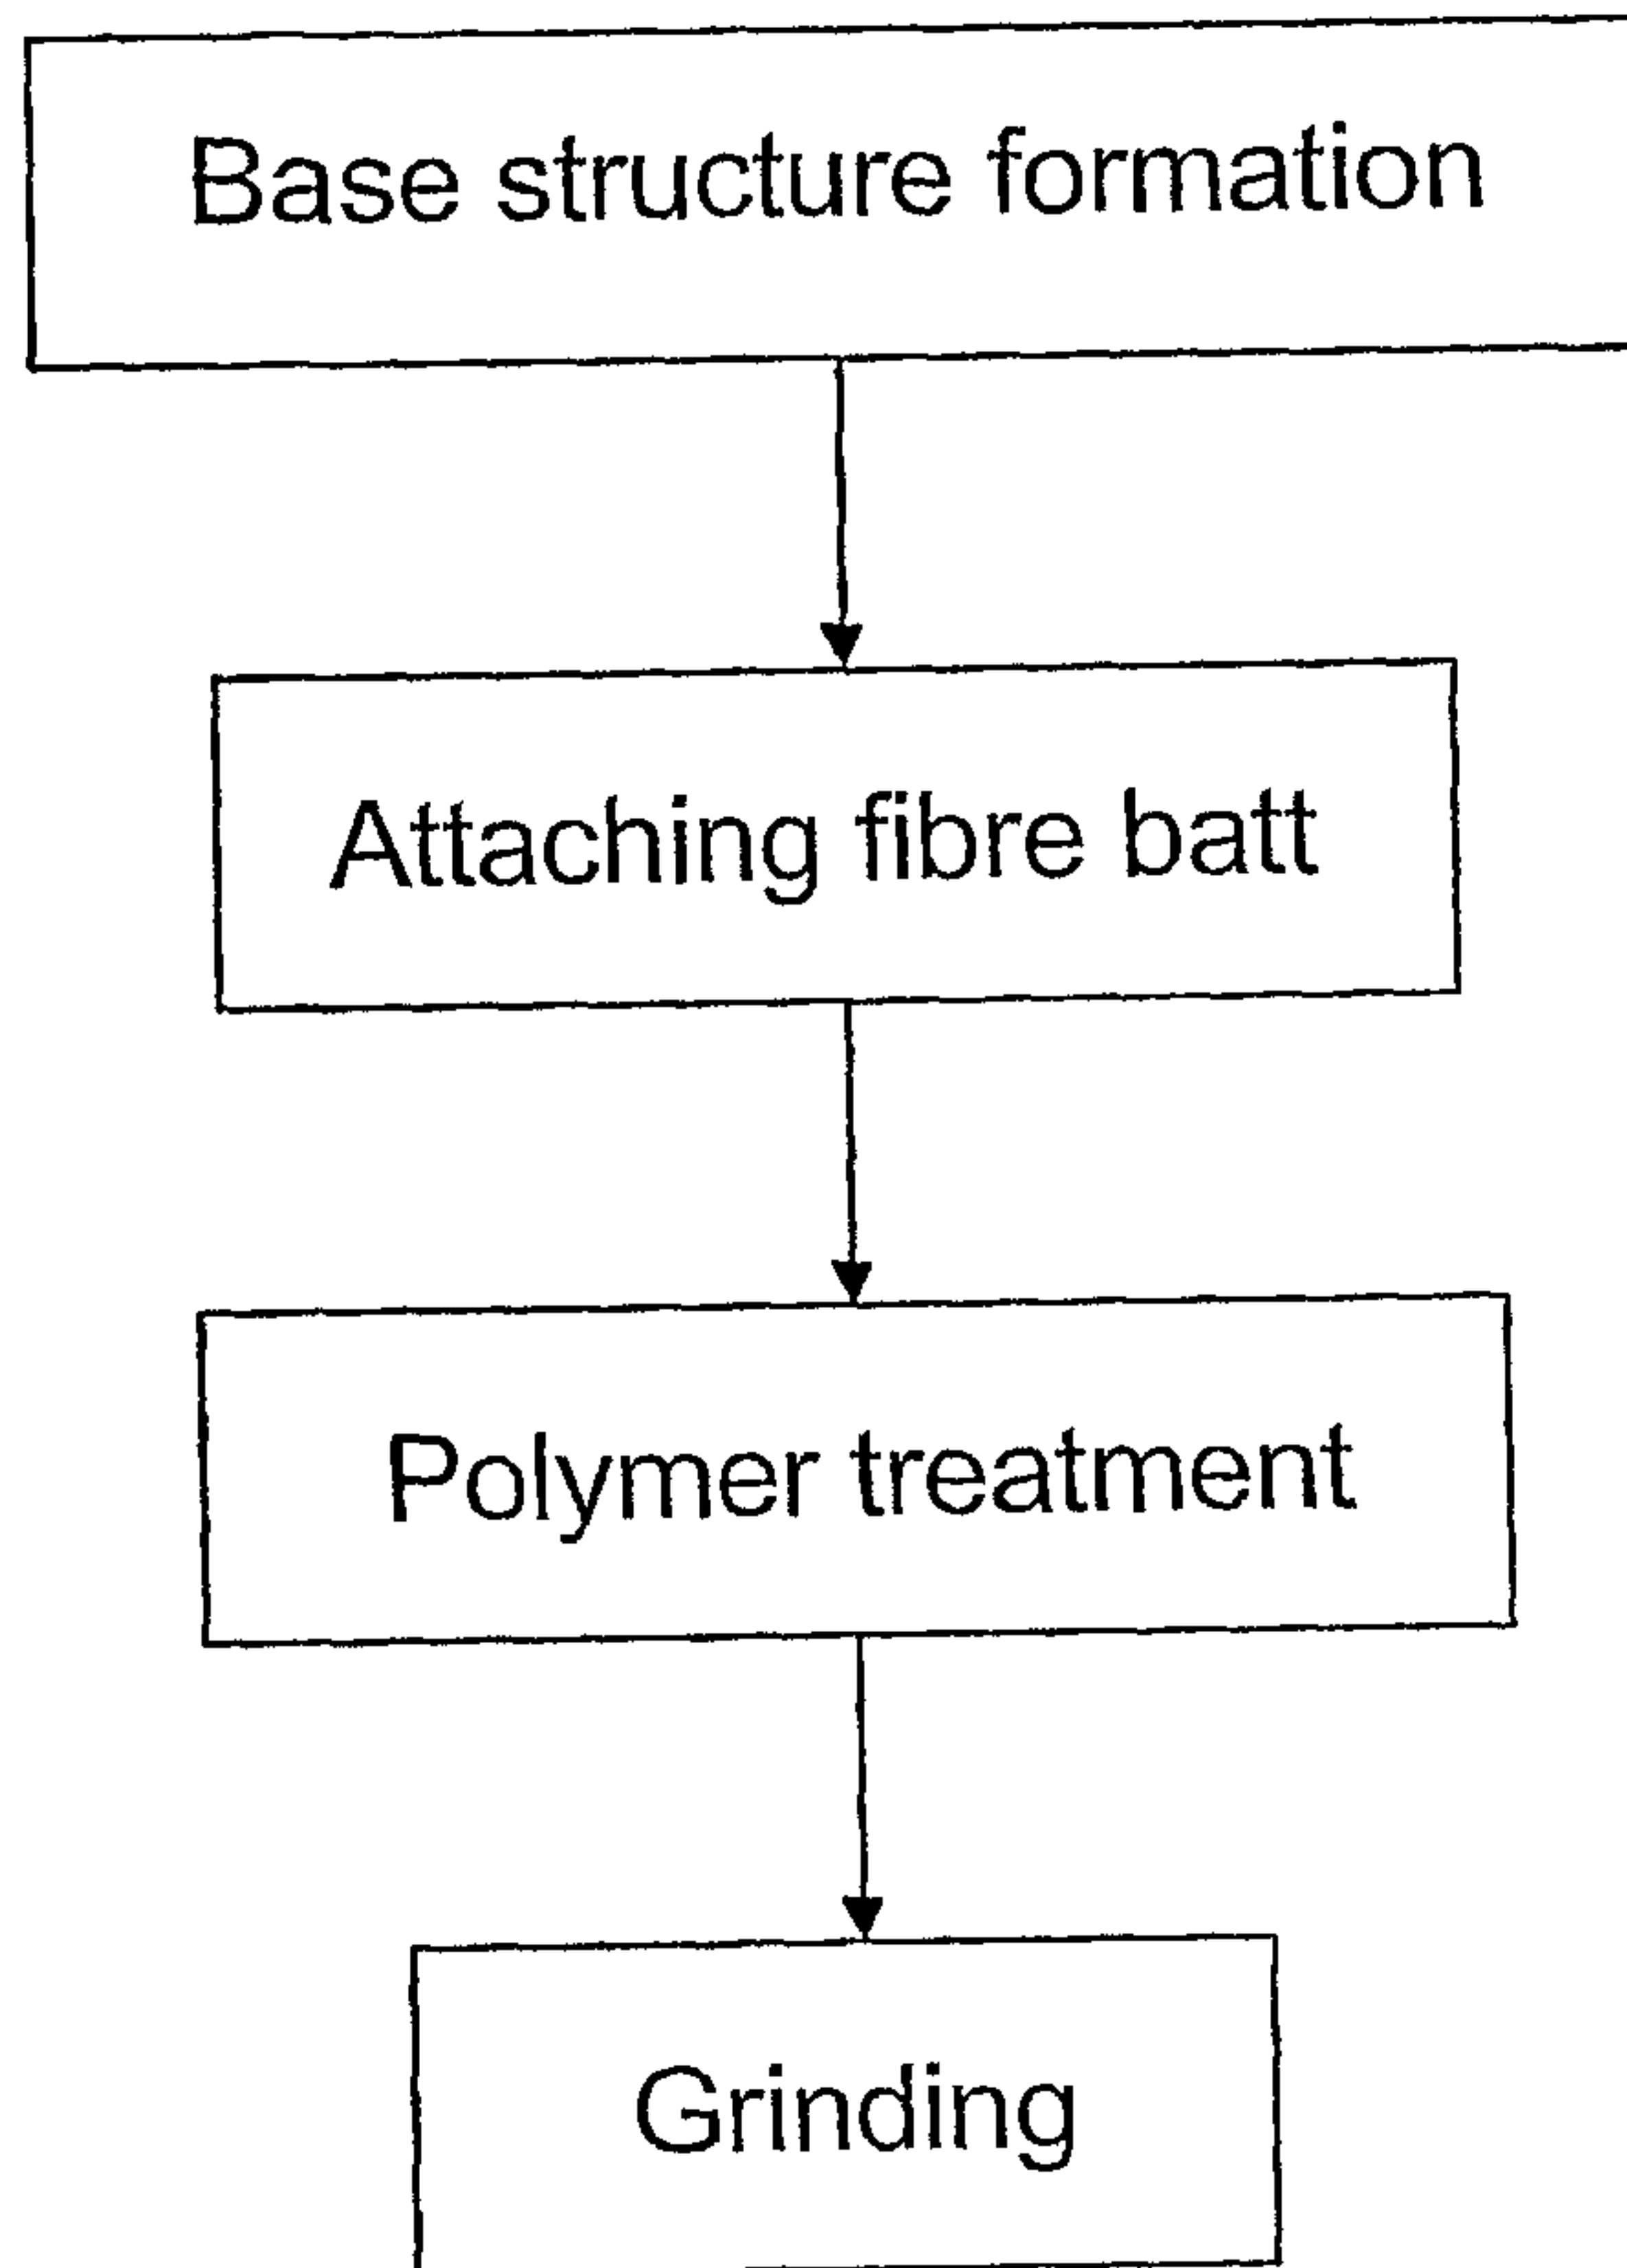 Base structure formation
Attaching fibre batt
Polymer treatment
Grinding